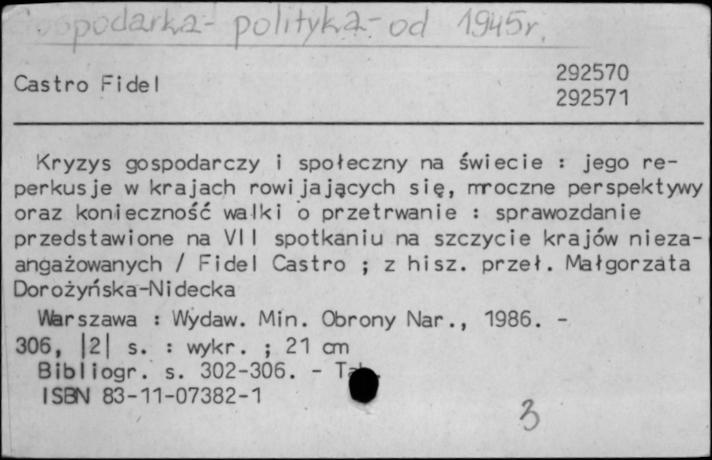 Gospodarka - polityka - od 1945r.
Castro Fidel
292570
292571
Kryzys gospodarczy i społeczny na świecie : jego re-
perkusje w krajach rowijających się, mroczne perspektywy
oraz konieczność walki o przetrwanie : sprawozdanie
przedstawione na VII spotkaniu na szczycie krajów nieza-
angażowanych / Fidel Castro ; z hisz. przeł. Małgorzata
Dorożyńska-Nidecka
Warszawa : Wydaw. Min. Obrony Nar., 1986. -
306, |2| s. : wykr. ; 21 cm
Bibliogr. s. 302-306. -
ISBN 83-11-07382-1
3